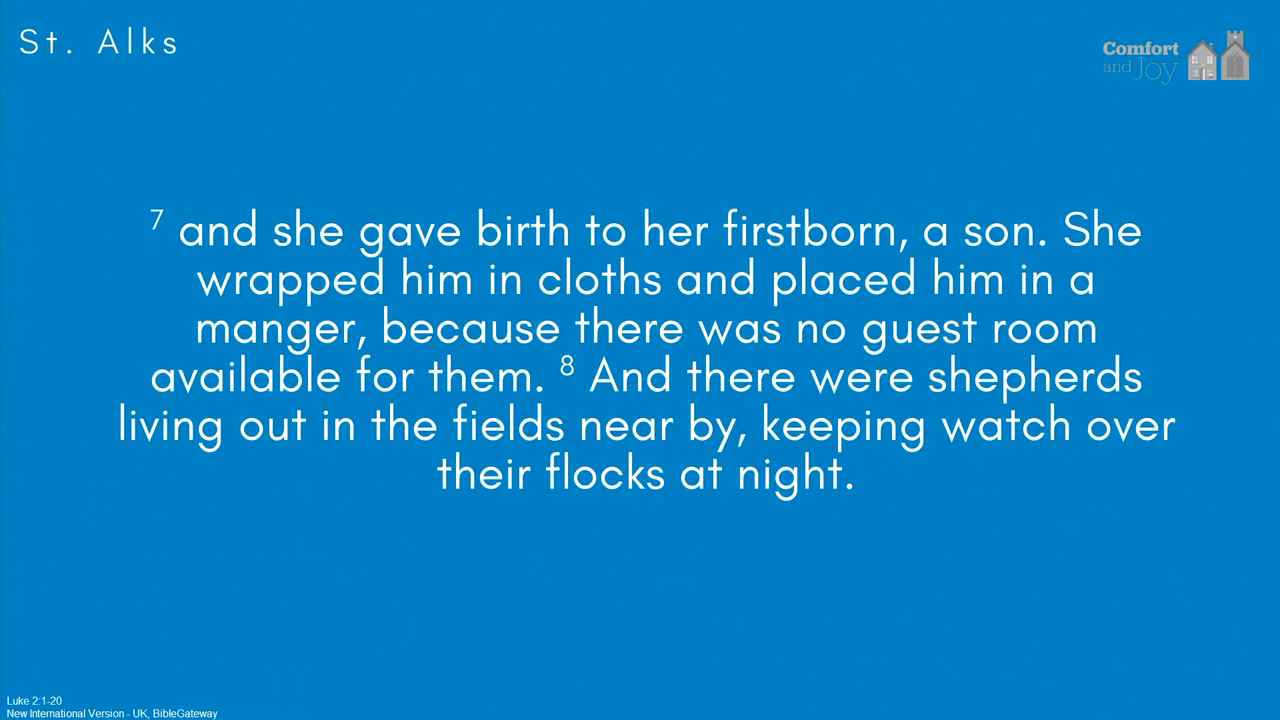 St. Alks
Comfort
and Joy
7 and she gave birth to her firstborn, a son. She
wrapped him in cloths and placed him in a
manger, because there was no guest room
available for them. 8 And there were shepherds
living out in the fields near by, keeping watch over
their flocks at night.
Luke 2:1-20
New International Version - UK, BibleGateway